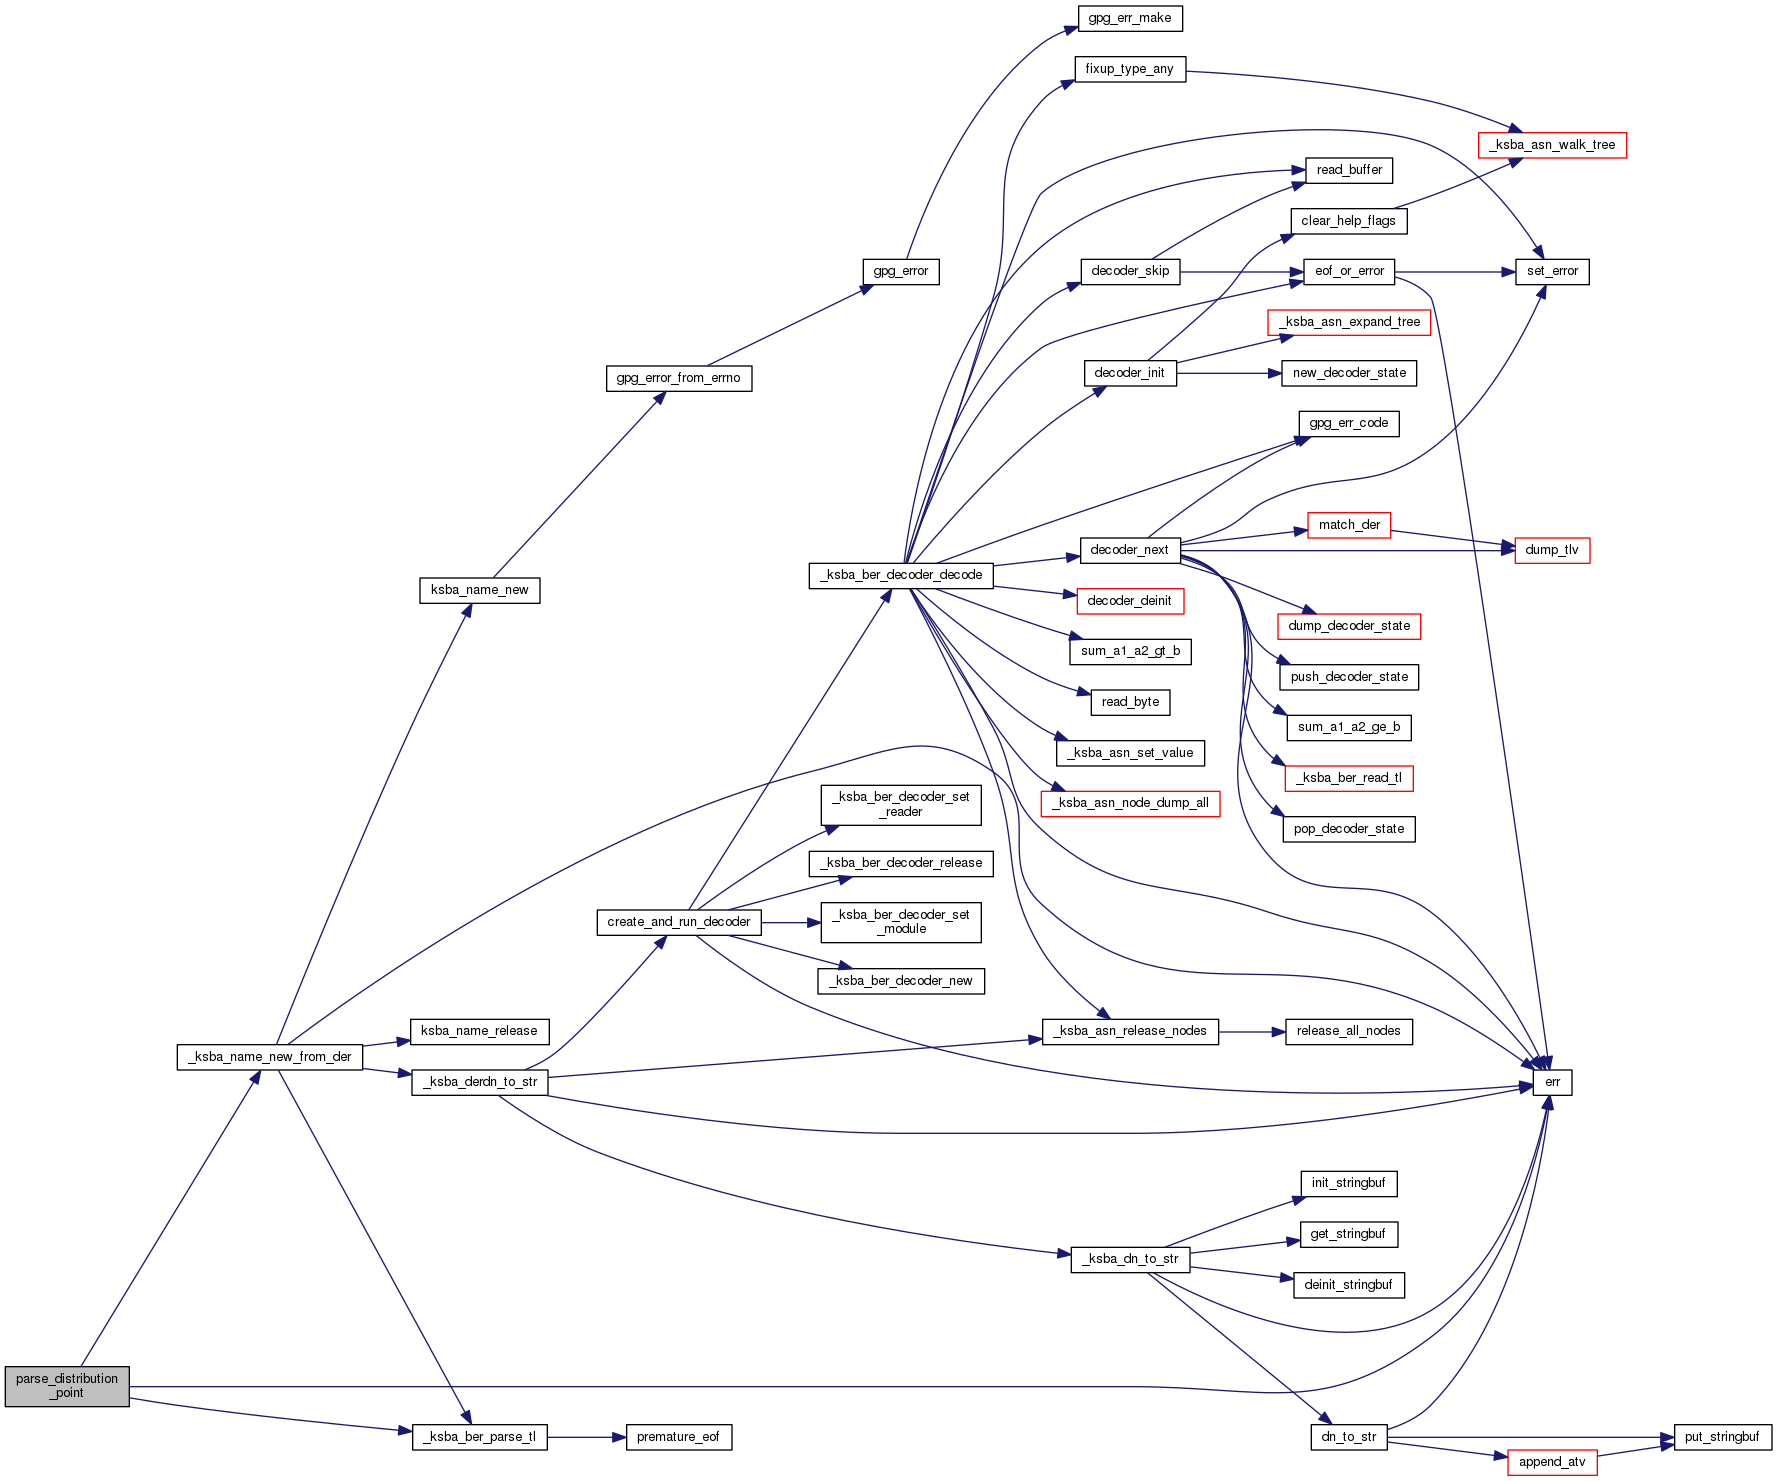 gpg_err_make
fixup_type_any
_ksba_asn_walk_tree
read_buffer
clear_help_flags
gpg_error
decoder_skip
eof_or_error
set_error
_ksba_asn_expand_tree
gpg_error_from_errno
decoder_init
new_decoder_state
gpg_err_code
match_der
decoder_next
dump_tlv
ksba_name_new
_ksba_ber_decoder_decode
decoder_deinit
dump_decoder_state
sum_a1_a2_gt_b
push_decoder_state
read_byte
sum_a1_a2_ge_b
_ksba_asn_set_value
_ksba_ber_read_tl
_ksba_ber_decoder_set
_reader
_ksba_asn_node_dump_all
pop_decoder_state
_ksba_ber_decoder_release
create_and_run_decoder
_ksba_ber_decoder_set
_module
_ksba_ber_decoder_new
ksba_name_release
_ksba_asn_release_nodes
release_all_nodes
_ksba_name_new_from_der
_ksba_derdn_to_str
err
init_stringbuf
get_stringbuf
_ksba_dn_to_str
deinit_stringbuf
parse_distribution
_point
_ksba_ber_parse_tl
premature_eof
dn_to_str
put_stringbuf
append_atv